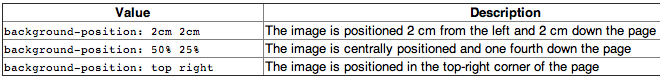 Value Description
background-position: 2cm 2cm The image is positioned 2 cm from the left and 2 cm down the page
background-position: 50% 25% The image is centrally positioned and one fourth down the page
background-position: top right The image is positioned in the top-right corner of the page